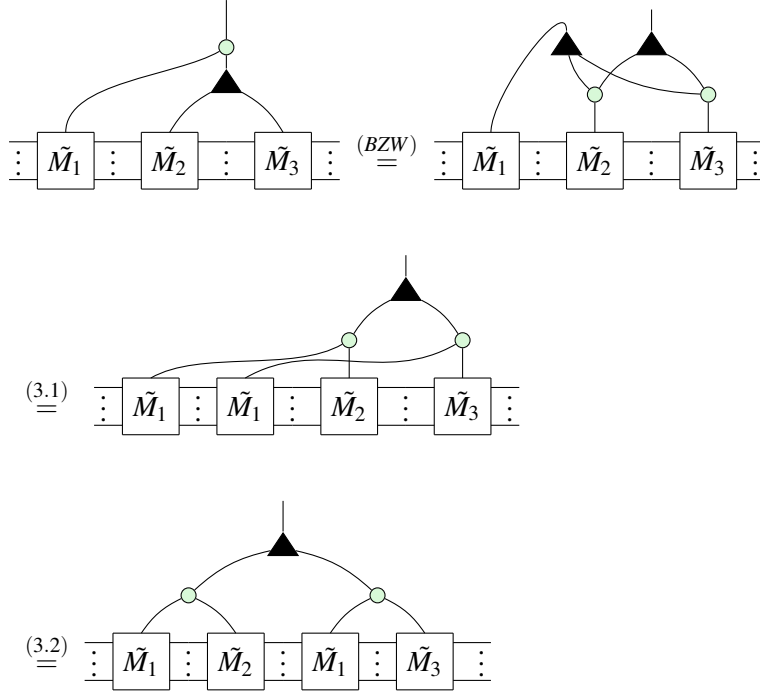 ⋮ M̃₁ ⋮ M̃₂ ⋮ M̃₃ ⋮ (BZW) = ⋮ M̃₁ ⋮ M̃₂ ⋮ M̃₃ ⋮
(3.1) = ⋮ M̃₁ ⋮ M̃₁ ⋮ M̃₂ ⋮ M̃₃ ⋮
(3.2) = ⋮ M̃₁ ⋮ M̃₂ ⋮ M̃₁ ⋮ M̃₃ ⋮